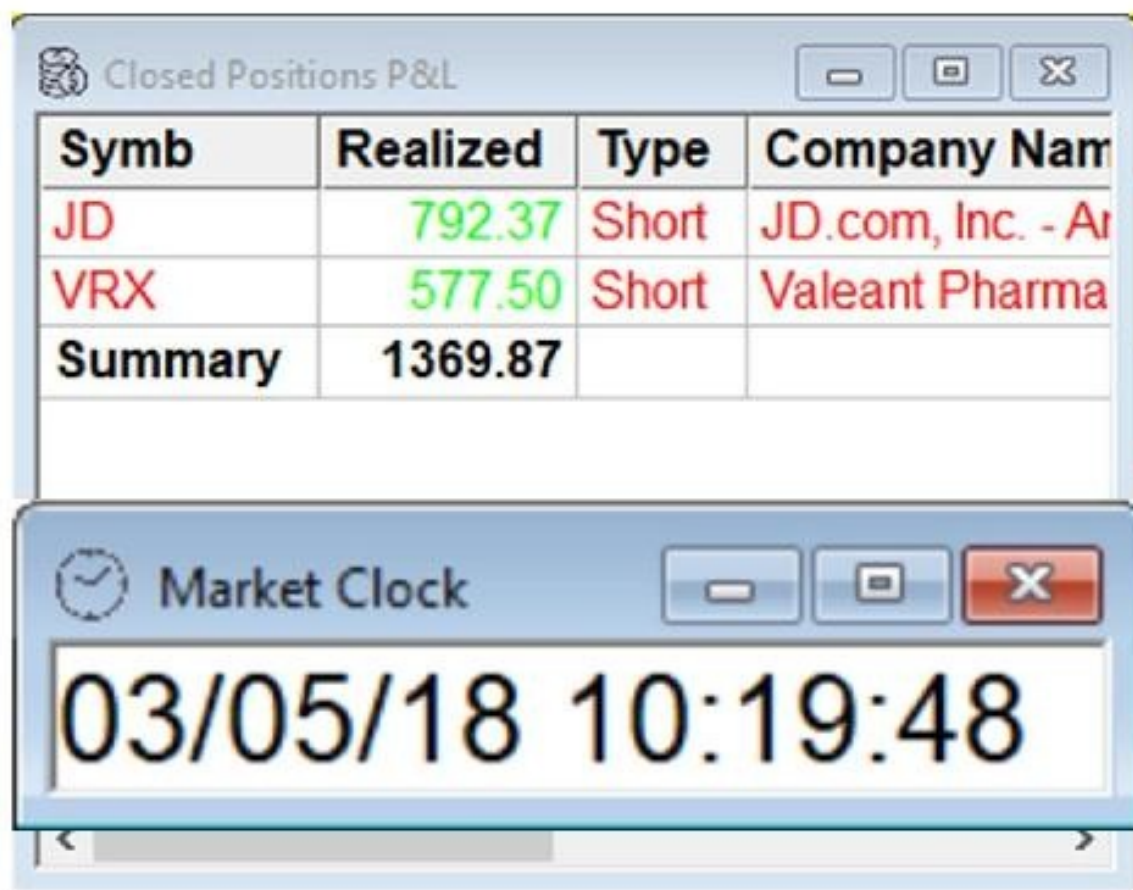 Closed Positions P&L
Symb Realized Type Company Nam
JD 792.37 Short JD.com, Inc. - Ar
VRX 577.50 Short Valeant Pharma
Summary 1369.87
Market Clock
03/05/18 10:19:48